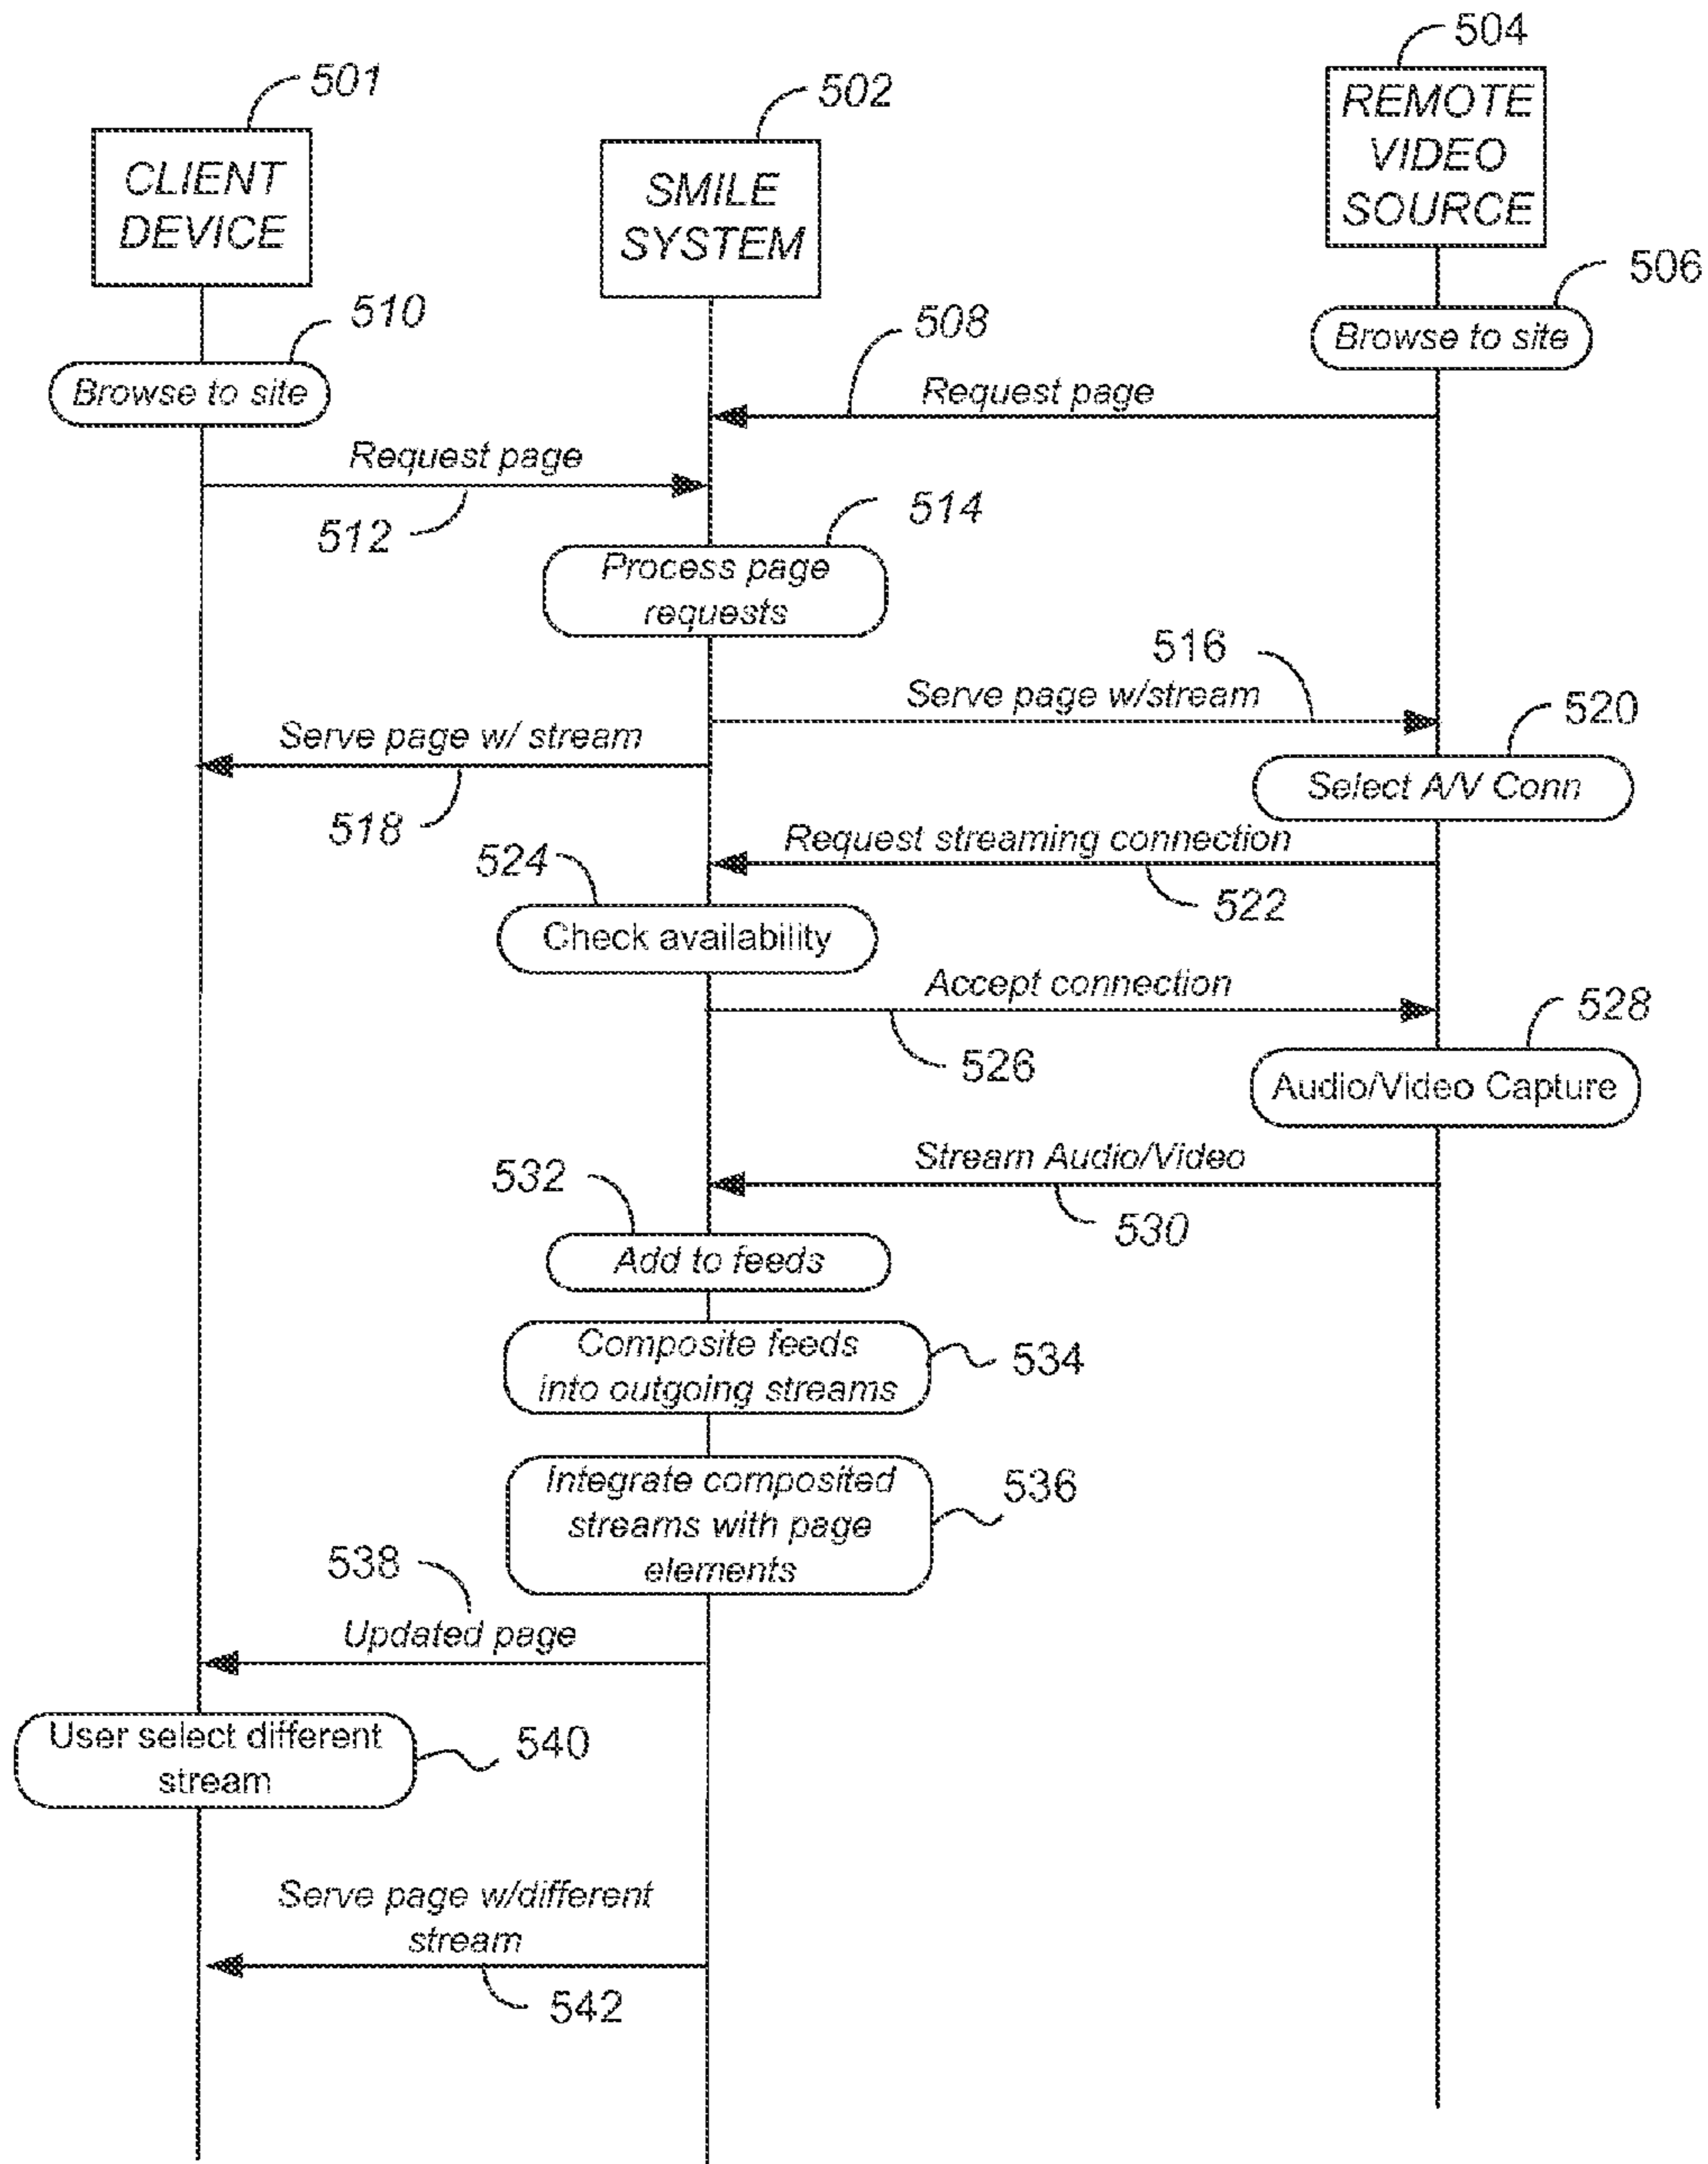 504
501
502
REMOTE
VIDEO
SOURCE
CLIENT
DEVICE
SMILE
SYSTEM
506
510
508
Browse to site
Browse to site
Request page
Request page
514
512
Process page
requests
516
Serve page w/stream
520
Serve page w/ stream
Select A/V Conn
518
Request streaming connection
524
522
Check availability
Accept connection
528
526
Audio/Video Capture
Stream Audio/Video
532
530
Add to feeds
Composite feeds
into outgoing streams
534
Integrate composited
streams with page
elements
536
538
Updated page
User select different
stream
540
Serve page w/different
stream
542